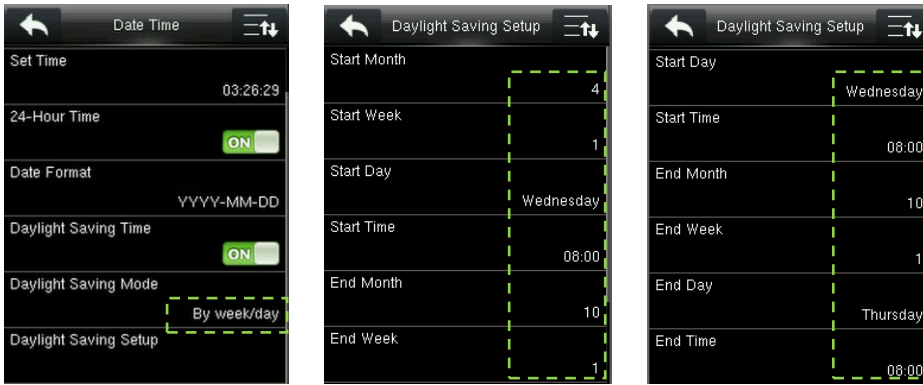 Date Time
Set Time
03:26:29
24-Hour Time
ON
Date Format
YYYY-MM-DD
Daylight Saving Time
ON
Daylight Saving Mode
By week/day
Daylight Saving Setup
Daylight Saving Setup
Start Month
4
Start Week
1
Start Day
Wednesday
Start Time
08:00
End Month
10
End Week
1
Daylight Saving Setup
Start Day
Wednesday
Start Time
08:00
End Month
10
End Week
1
End Day
Thursday
End Time
08:00